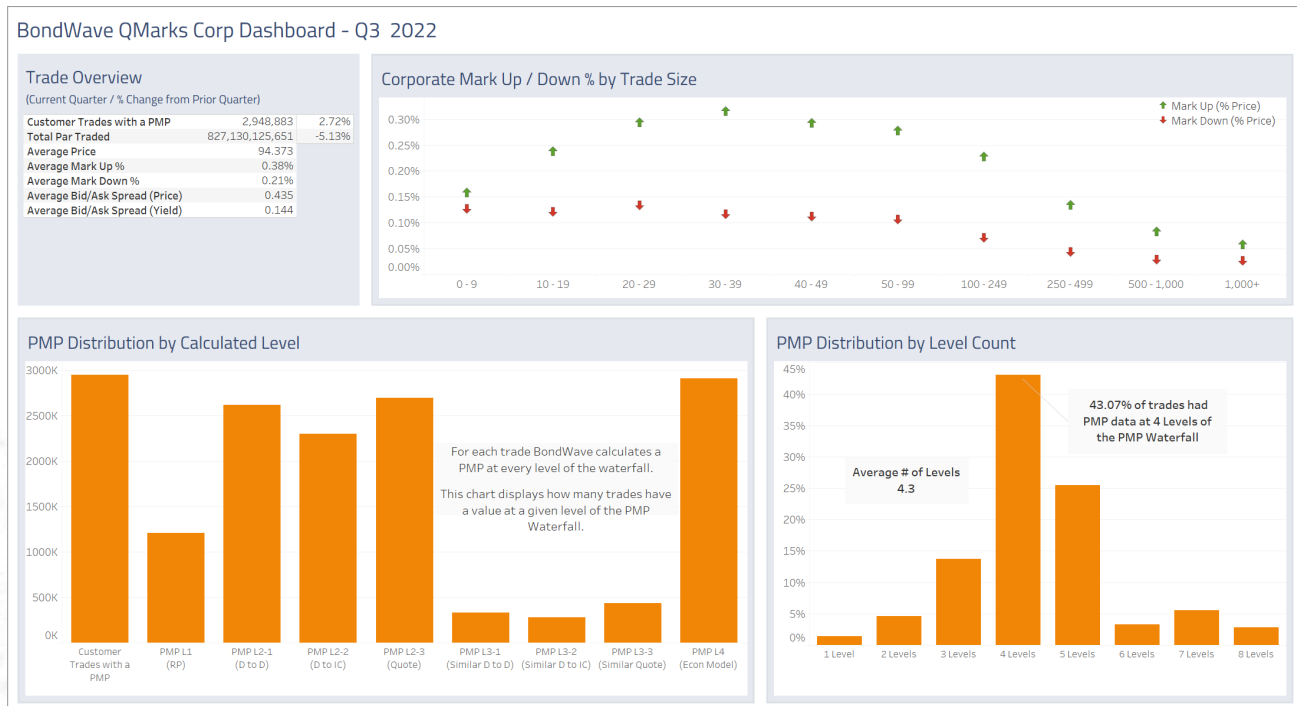 BondWave QMarks Corp Dashboard - Q3 2022
Trade Overview
(Current Quarter / % Change from Prior Quarter)
Customer Trades with a PMP 2,948,883 2.72%
Total Par Traded 827,130,125,651 -5.13%
Average Price 94.373
Average Mark Up % 0.38%
Average Mark Down % 0.21%
Average Bid/Ask Spread (Price) 0.435
Average Bid/Ask Spread (Yield) 0.144
Corporate Mark Up / Down % by Trade Size
Mark Up (% Price)
Mark Down (% Price)
0.30%
0.25%
0.20%
0.15%
0.10%
0.05%
0.00%
0 - 9 10 - 19 20 - 29 30 - 39 40 - 49 50 - 99 100 - 249 250 - 499 500 - 1,000 1,000+
PMP Distribution by Calculated Level
3000K
2500K
2000K
1500K
1000K
500K
0K
For each trade BondWave calculates a
PMP at every level of the waterfall.
This chart displays how many trades have
a value at a given level of the PMP
Waterfall.
Customer PMP L1 PMP L2-1 PMP L2-2 PMP L2-3 PMP L3-1 PMP L3-2 PMP L3-3 PMP L4
Trades with a (RP) (D to D) (D to IC) (Quote) (Similar D to D) (Similar D to IC) (Similar Quote) (Econ Model)
PMP
PMP Distribution by Level Count
45%
40%
35%
30%
25%
20%
15%
10%
5%
0%
43.07% of trades had
PMP data at 4 Levels of
the PMP Waterfall
Average # of Levels
4.3
1 Level 2 Levels 3 Levels 4 Levels 5 Levels 6 Levels 7 Levels 8 Levels